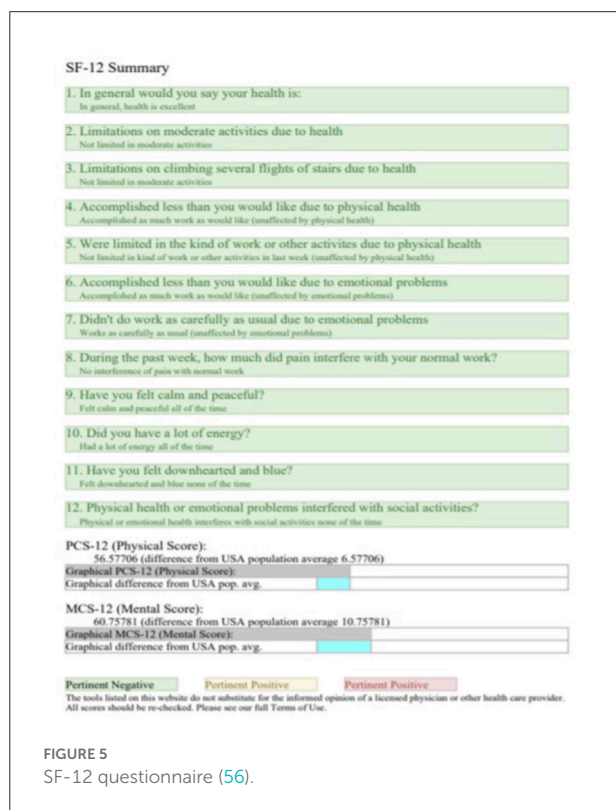 SF-12 Summary
1. In general would you say your health is:
In general, health is excellent
2. Limitations on moderate activities due to health
Not limited in moderate activities
3. Limitations on climbing several flights of stairs due to health
Not limited in moderate activities
4. Accomplished less than you would like due to physical health
Accomplished as much work as would like (unaffected by physical health)
5. Were limited in the kind of work or other activites due to physical health
Not limited in kind of work or other activities in last week (unaffected by physical health)
6. Accomplished less than you would like due to emotional problems
Accomplished as much work as would like (unaffected by emotional problems)
7. Didn't do work as carefully as usual due to emotional problems
Works as carefully as usual (unaffected by emotional problems)
8. During the past week, how much did pain interfere with your normal work?
No interference of pain with normal work
9. Have you felt calm and peaceful?
Felt calm and peaceful all of the time
10. Did you have a lot of energy?
Had a lot of energy all of the time
11. Have you felt downhearted and blue?
Felt downhearted and blue none of the time
12. Physical health or emotional problems interfered with social activities?
Physical or emotional health interferes with social activities none of the time
PCS-12 (Physical Score):
56.57706 (difference from USA population average 6.57706)
Graphical PCS-12 (Physical Score):
Graphical difference from USA pop. avg.
MCS-12 (Mental Score):
60.75781 (difference from USA population average 10.75781)
Graphical MCS-12 (Mental Score):
Graphical difference from USA pop. avg.
Pertinent Negative Pertinent Positive Pertinent Positive
The tools listed on this website do not substitute for the informed opinion of a licensed physician or other health care provider.
All scores should be re-checked. Please see our full Terms of Use.
FIGURE 5
SF-12 questionnaire (56).